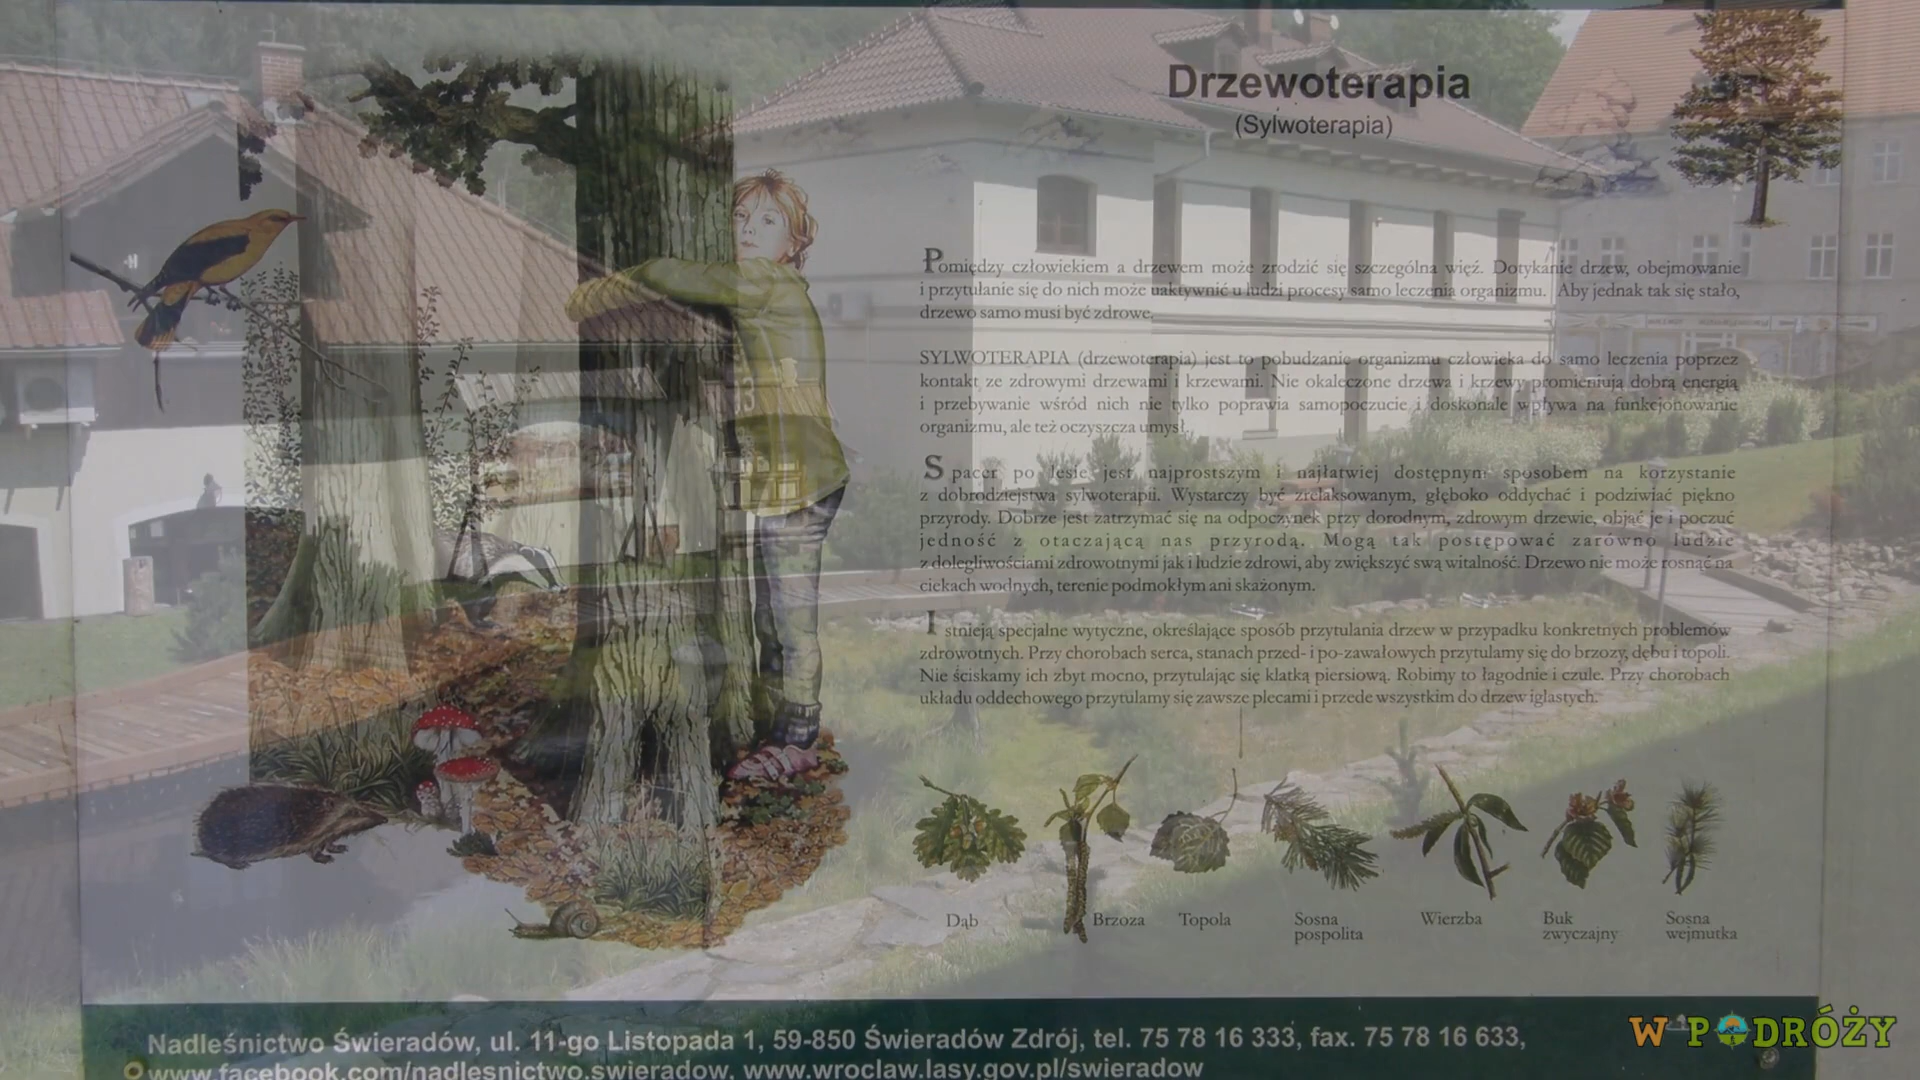 Drzewoterapia
(Sylwoterapia)
Pomiędzy człowiekiem a drzewem może zrodzić się szczególna więź. Dotykanie drzew, obejmowanie
i przytulanie się do nich może uaktywnić u ludzi procesy samo leczenia organizmu. Aby jednak tak się stało,
drzewo samo musi być zdrowe.
SYLWOTERAPIA (drzewoterapia) jest to pobudzanie organizmu człowieka do samo leczenia poprzez
kontakt ze zdrowymi drzewami i krzewami. Nie okaleczone drzewa i krzewy promieniują dobrą energią
i przebywanie wśród nich nie tylko poprawia samopoczucie i doskonale wpływa na funkcjonowanie
organizmu, ale też oczyszcza umysł.
Spacer po lesie jest najprostszym i najłatwiej dostępnym sposobem na korzystanie
z dobrodziejstwa sylwoterapii. Wystarczy być zrelaksowanym, głęboko oddychać i podziwiać piękno
przyrody. Dobrze jest zatrzymać się na odpoczynek przy dorodnym, zdrowym drzewie, objąć je i poczuć
jedność z otaczającą nas przyrodą. Mogą tak postępować zarówno ludzie
z dolegliwościami zdrowotnymi jak i ludzie zdrowi, aby zwiększyć swą witalność. Drzewo nie może rosnąć na
ciekach wodnych, terenie podmokłym ani skażonym.
Istnieją specjalne wytyczne, określające sposób przytulania drzew w przypadku konkretnych problemów
zdrowotnych. Przy chorobach serca, stanach przed- i po-zawałowych przytulamy się do brzozy, dębu i topoli.
Nie ściskamy ich zbyt mocno, przytulając się klatką piersiową. Robimy to łagodnie i czule. Przy chorobach
układu oddechowego przytulamy się zawsze plecami i przede wszystkim do drzew iglastych.
Dąb
Brzoza
Topola
Sosna
pospolita
Wierzba
Buk
zwyczajny
Sosna
wejmutka
Nadleśnictwo Świeradów, ul. 11-go Listopada 1, 59-850 Świeradów Zdrój, tel. 75 78 16 333, fax. 75 78 16 633,
www.facebook.com/nadlesnictwo.swieradow, www.wroclaw.lasy.gov.pl/swieradow
W PODRÓŻY